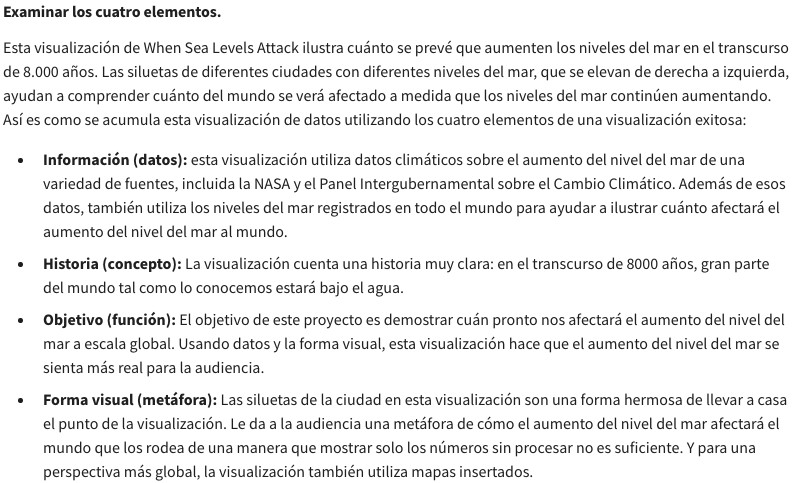 Examinar los cuatro elementos.
Esta visualización de When Sea Levels Attack ilustra cuánto se prevé que aumenten los niveles del mar en el transcurso
de 8.000 años. Las siluetas de diferentes ciudades con diferentes niveles del mar, que se elevan de derecha a izquierda,
ayudan a comprender cuánto del mundo se verá afectado a medida que los niveles del mar continúen aumentando.
Así es como se acumula esta visualización de datos utilizando los cuatro elementos de una visualización exitosa:
• Información (datos): esta visualización utiliza datos climáticos sobre el aumento del nivel del mar de una
variedad de fuentes, incluida la NASA y el Panel Intergubernamental sobre el Cambio Climático. Además de esos
datos, también utiliza los niveles del mar registrados en todo el mundo para ayudar a ilustrar cuánto afectará el
aumento del nivel del mar al mundo.
• Historia (concepto): La visualización cuenta una historia muy clara: en el transcurso de 8000 años, gran parte
del mundo tal como lo conocemos estará bajo el agua.
• Objetivo (función): El objetivo de este proyecto es demostrar cuán pronto nos afectará el aumento del nivel del
mar a escala global. Usando datos y la forma visual, esta visualización hace que el aumento del nivel del mar se
sienta más real para la audiencia.
• Forma visual (metáfora): Las siluetas de la ciudad en esta visualización son una forma hermosa de llevar a casa
el punto de la visualización. Le da a la audiencia una metáfora de cómo el aumento del nivel del mar afectará el
mundo que los rodea de una manera que mostrar solo los números sin procesar no es suficiente. Y para una
perspectiva más global, la visualización también utiliza mapas insertados.